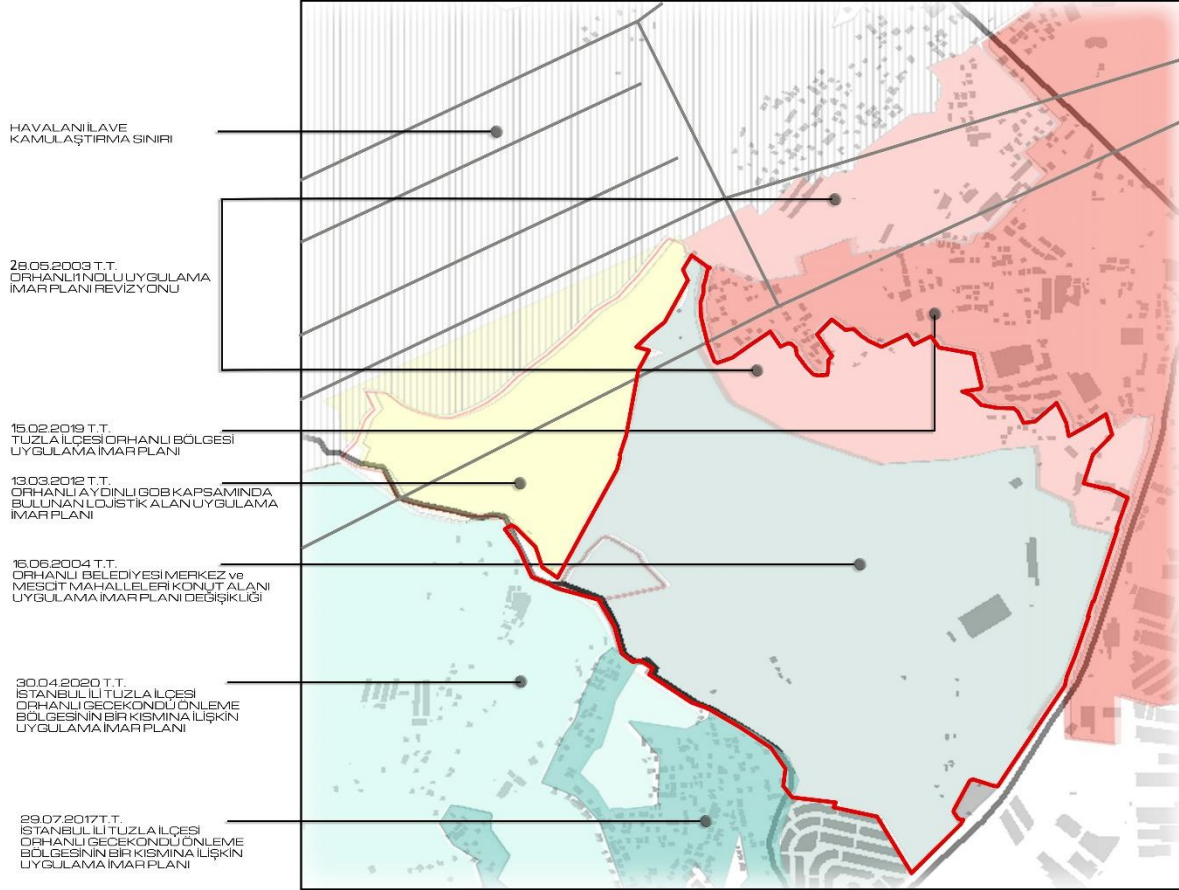 HAVALANI İLAVE
KAMULAŞTIRMA SINIRI
28.05.2003 T.T.
ORHANLI 1 NOLU UYGULAMA
İMAR PLANI REVİZYONU
15.02.2019 T.T.
TUZLA İLÇESİ ORHANLI BÖLGESİ
UYGULAMA İMAR PLANI
13.03.2012 T.T.
ORHANLI AYDINLI GOB KAPSAMINDA
BULUNAN LOJİSTİK ALAN UYGULAMA
İMAR PLANI
16.06.2004 T.T.
ORHANLI BELEDİYESİ MERKEZ ve
MESCİT MAHALLELERİ KONUT ALANI
UYGULAMA İMAR PLANI DEĞİŞİKLİĞİ
30.04.2020 T.T.
İSTANBUL İLİ TUZLA İLÇESİ
ORHANLI GECEKONDU ÖNLEME
BÖLGESİNİN BİR KISMINA İLİŞKİN
UYGULAMA İMAR PLANI
29.07.2017 T.T.
İSTANBUL İLİ TUZLA İLÇESİ
ORHANLI GECEKONDU ÖNLEME
BÖLGESİNİN BİR KISMINA İLİŞKİN
UYGULAMA İMAR PLANI